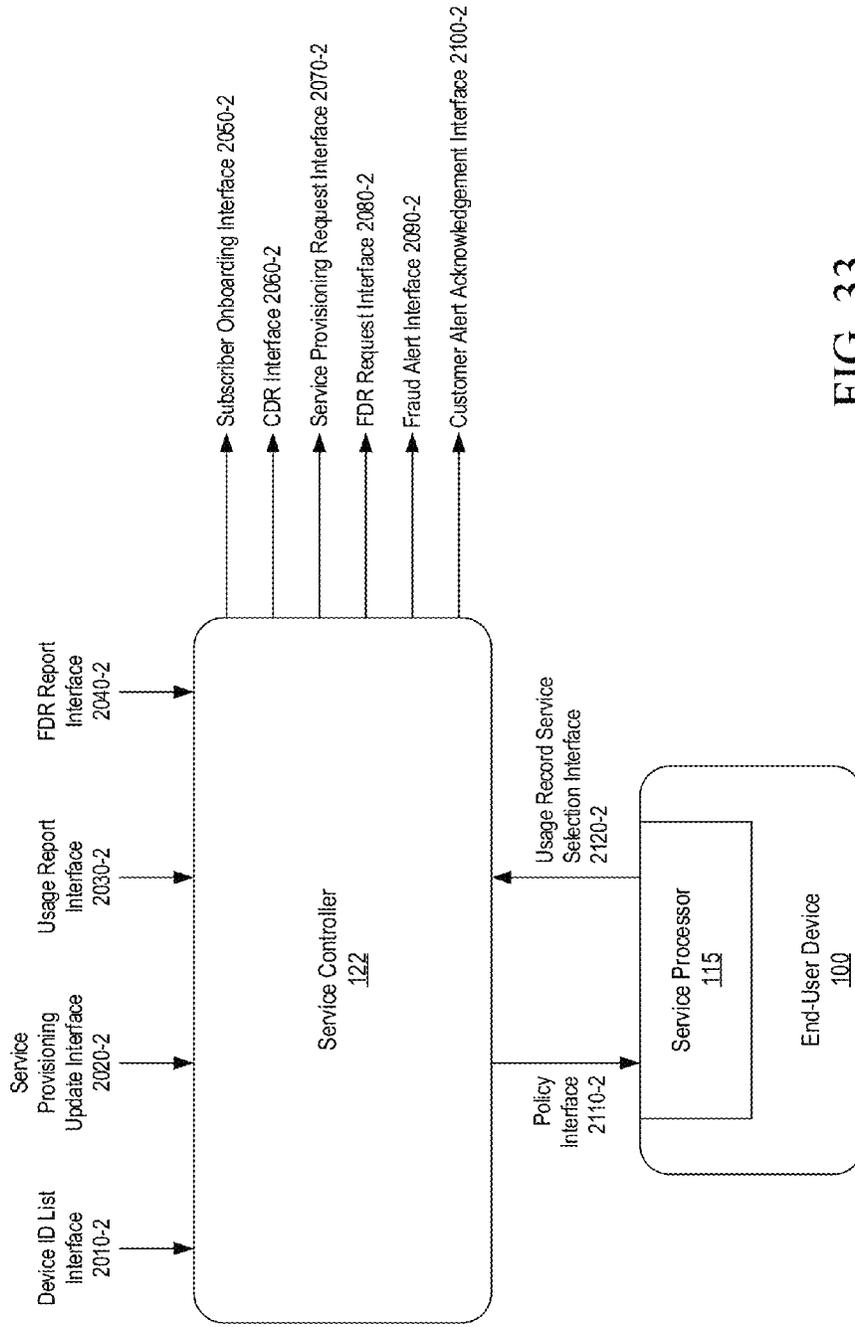 Device ID List
Interface
2010-2
Service
Provisioning
Update Interface
2020-2
Usage Report
Interface
2030-2
FDR Report
Interface
2040-2
Service Controller
122
Subscriber Onboarding Interface 2050-2
CDR Interface 2060-2
Service Provisioning Request Interface 2070-2
FDR Request Interface 2080-2
Fraud Alert Interface 2090-2
Customer Alert Acknowledgement Interface 2100-2
Policy
Interface
2110-2
Usage Record Service
Selection Interface
2120-2
Service Processor
115
End-User Device
100
FIG. 33